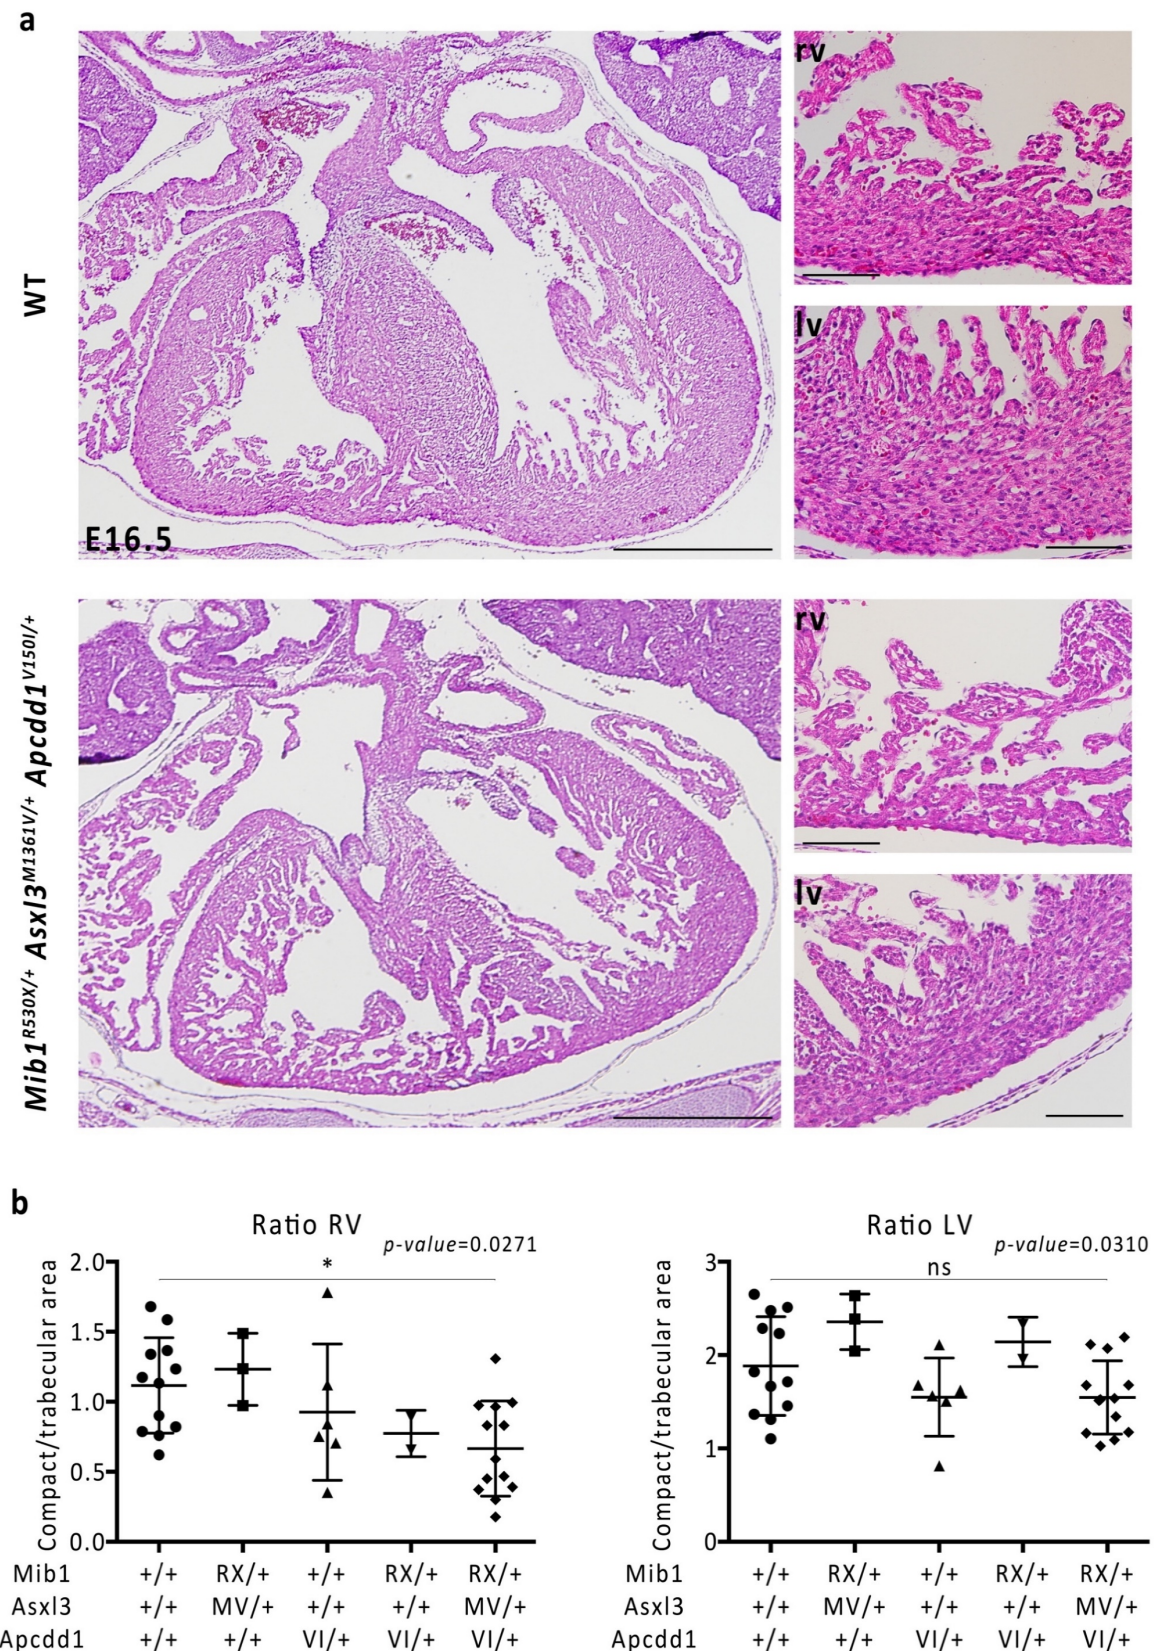 a
WT
E16.5
rv
lv
Mib1R530X/+ Asxl3M1361V/+ Apcdd1V150I/+
rv
lv
b
Ratio RV
p-value=0.0271
*
Compact/trabecular area
2.0
1.5
1.0
0.5
0.0
Mib1 +/+ RX/+ +/+ RX/+ RX/+
Asxl3 +/+ MV/+ +/+ +/+ MV/+
Apcdd1 +/+ +/+ VI/+ VI/+ VI/+
Ratio LV
p-value=0.0310
ns
Compact/trabecular area
3
2
1
0
Mib1 +/+ RX/+ +/+ RX/+ RX/+
Asxl3 +/+ MV/+ +/+ +/+ MV/+
Apcdd1 +/+ +/+ VI/+ VI/+ VI/+